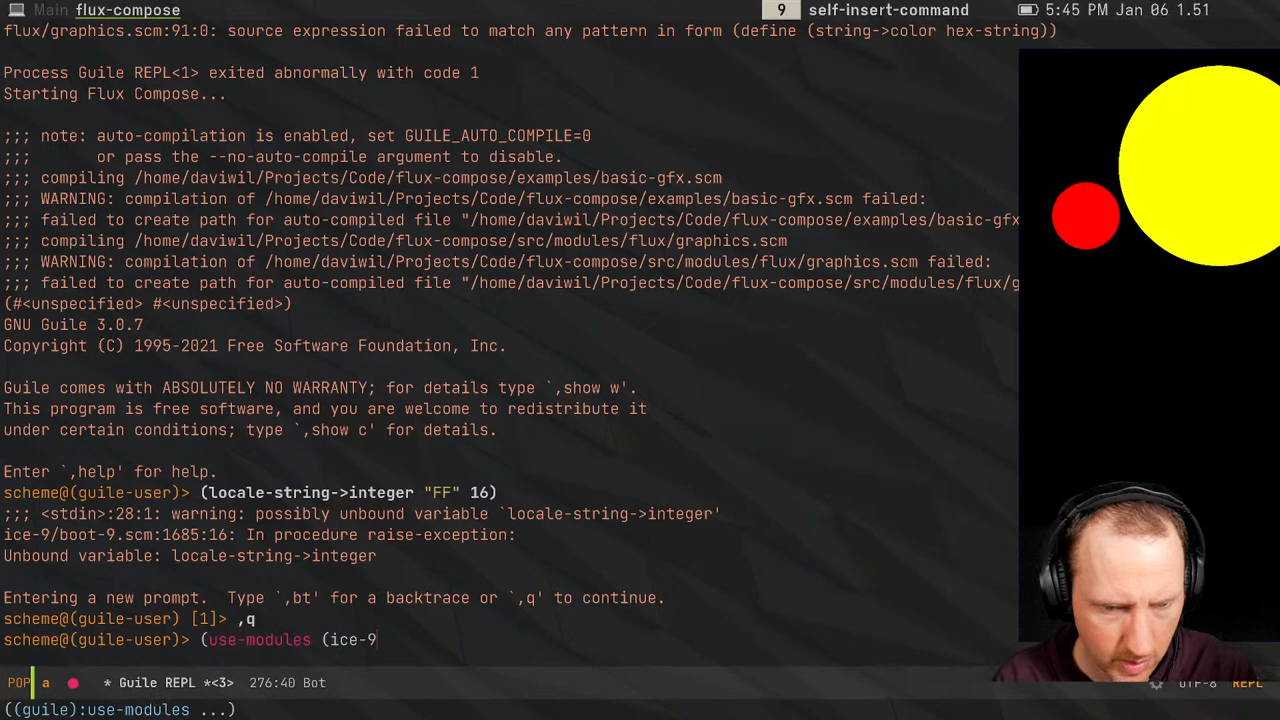 Main flux-compose 9 self-insert-command 5:45 PM Jan 06 1.51
flux/graphics.scm:91:0: source expression failed to match any pattern in form (define (string->color hex-string))
Process Guile REPL<1> exited abnormally with code 1
Starting Flux Compose...
;;; note: auto-compilation is enabled, set GUILE_AUTO_COMPILE=0
;;;       or pass the --no-auto-compile argument to disable.
;;; compiling /home/daviwil/Projects/Code/flux-compose/examples/basic-gfx.scm
;;; WARNING: compilation of /home/daviwil/Projects/Code/flux-compose/examples/basic-gfx.scm failed:
;;; failed to create path for auto-compiled file "/home/daviwil/Projects/Code/flux-compose/examples/basic-gfx
;;; compiling /home/daviwil/Projects/Code/flux-compose/src/modules/flux/graphics.scm
;;; WARNING: compilation of /home/daviwil/Projects/Code/flux-compose/src/modules/flux/graphics.scm failed:
;;; failed to create path for auto-compiled file "/home/daviwil/Projects/Code/flux-compose/src/modules/flux/g
(#<unspecified> #<unspecified>)
GNU Guile 3.0.7
Copyright (C) 1995-2021 Free Software Foundation, Inc.
Guile comes with ABSOLUTELY NO WARRANTY; for details type `,show w'.
This program is free software, and you are welcome to redistribute it
under certain conditions; type `,show c' for details.
Enter `,help' for help.
scheme@(guile-user)> (locale-string->integer "FF" 16)
;;; <stdin>:28:1: warning: possibly unbound variable `locale-string->integer'
ice-9/boot-9.scm:1685:16: In procedure raise-exception:
Unbound variable: locale-string->integer
Entering a new prompt.  Type `,bt' for a backtrace or `,q' to continue.
scheme@(guile-user) [1]> ,q
scheme@(guile-user)> (use-modules (ice-9
POP a * Guile REPL *<3> 276:40 Bot UTF-8 REPL
((guile):use-modules ...)